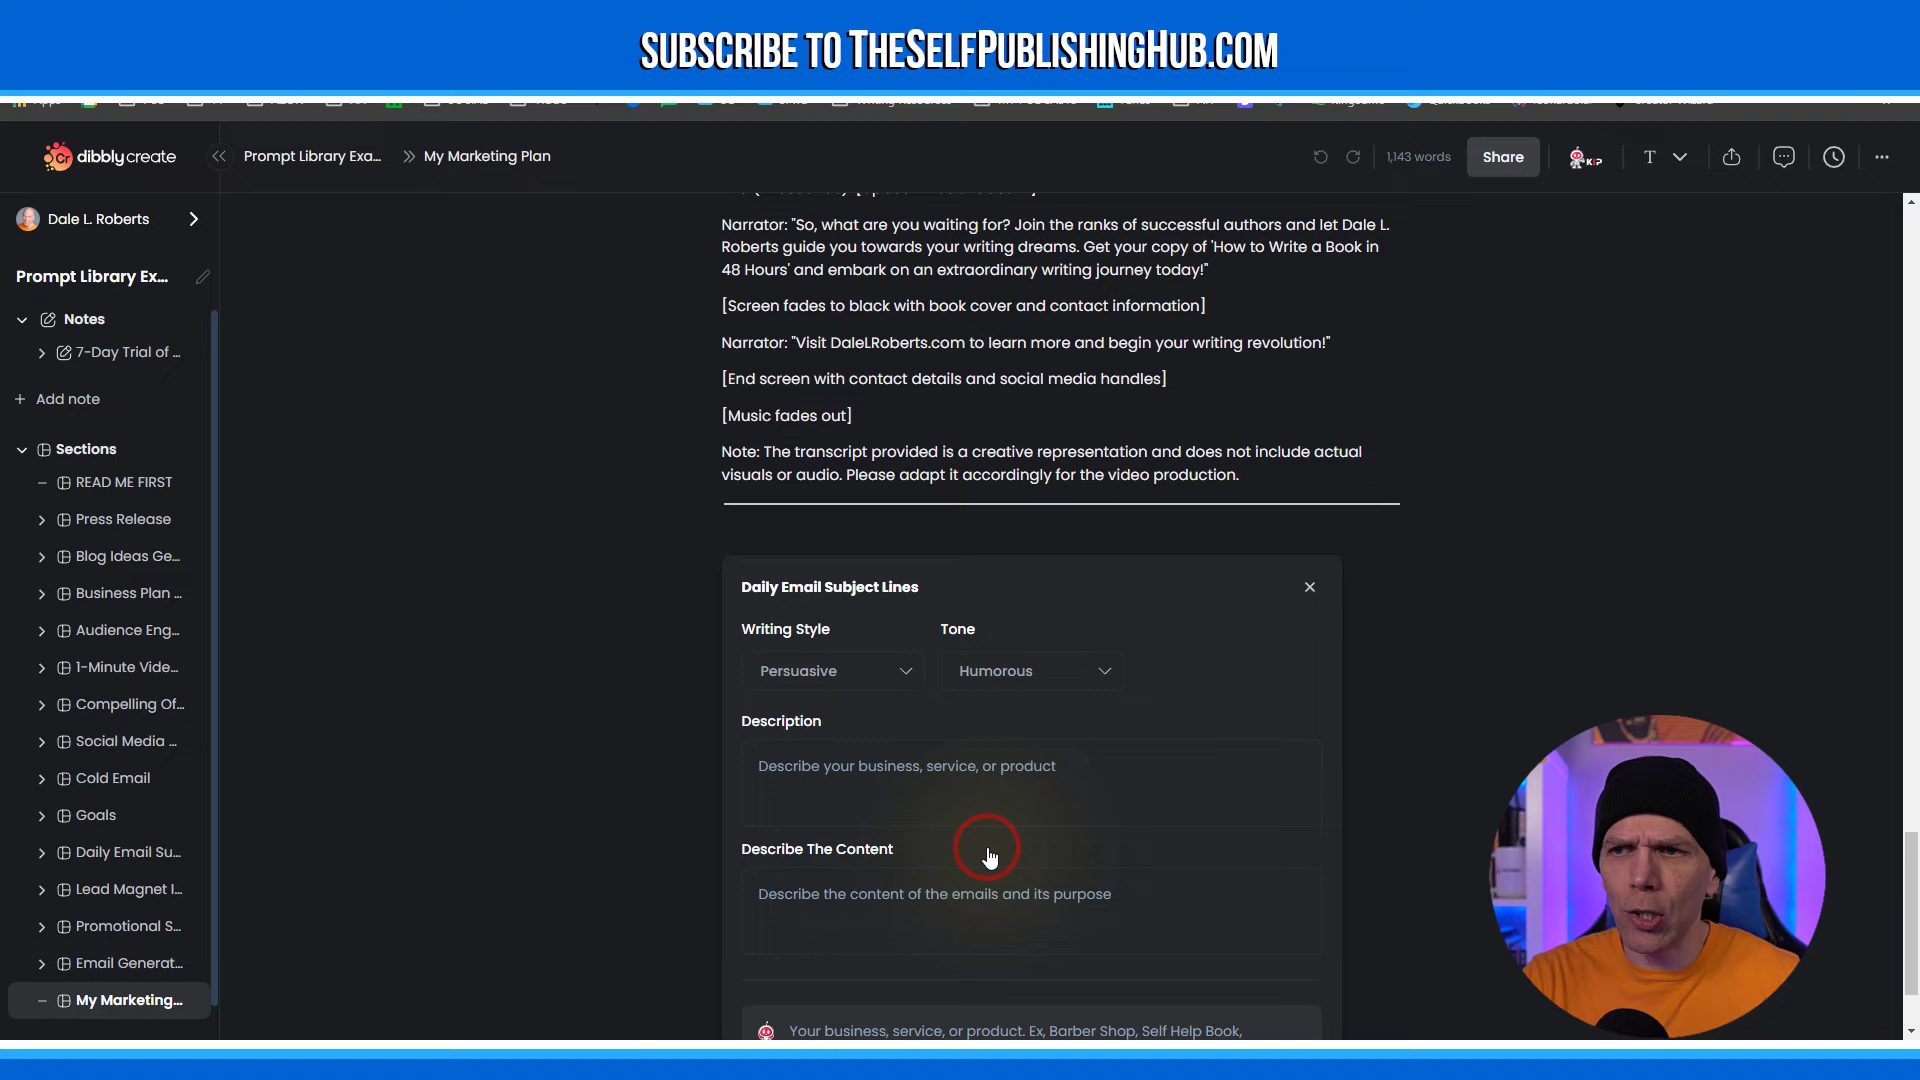 SUBSCRIBE TO THESELFPUBLISHINGHUB.COM
Cr dibbly create
Prompt Library Exa...
My Marketing Plan
1,143 words
Share
KIP
T
Dale L. Roberts
Prompt Library Ex...
Notes
7-Day Trial of ...
Add note
Sections
READ ME FIRST
Press Release
Blog Ideas Ge...
Business Plan ...
Audience Eng...
1-Minute Vide...
Compelling Of...
Social Media ...
Cold Email
Goals
Daily Email Su...
Lead Magnet I...
Promotional S...
Email Generat...
My Marketing...
Narrator: "So, what are you waiting for? Join the ranks of successful authors and let Dale L.
Roberts guide you towards your writing dreams. Get your copy of 'How to Write a Book in
48 Hours' and embark on an extraordinary writing journey today!"
[Screen fades to black with book cover and contact information]
Narrator: "Visit DaleLRoberts.com to learn more and begin your writing revolution!"
[End screen with contact details and social media handles]
[Music fades out]
Note: The transcript provided is a creative representation and does not include actual
visuals or audio. Please adapt it accordingly for the video production.
Daily Email Subject Lines
Writing Style
Tone
Persuasive
Humorous
Description
Describe your business, service, or product
Describe The Content
Describe the content of the emails and its purpose
Your business, service, or product. Ex, Barber Shop, Self Help Book,